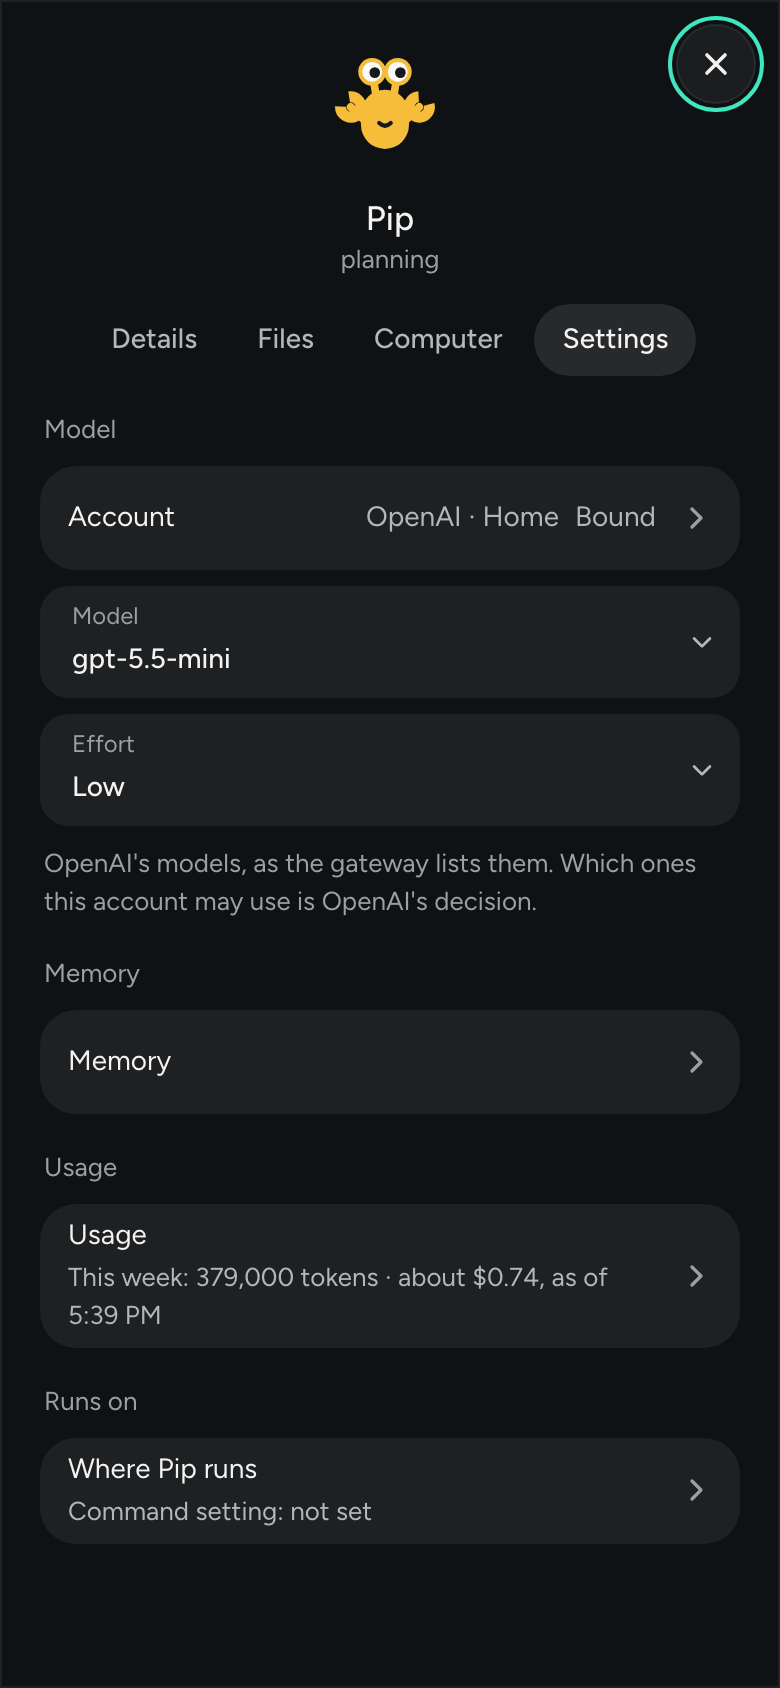 Pip
planning
Details Files Computer Settings
Model
Account OpenAI · Home Bound
Model
gpt-5.5-mini
Effort
Low
OpenAI's models, as the gateway lists them. Which ones
this account may use is OpenAI's decision.
Memory
Memory
Usage
Usage
This week: 379,000 tokens · about $0.74, as of
5:39 PM
Runs on
Where Pip runs
Command setting: not set